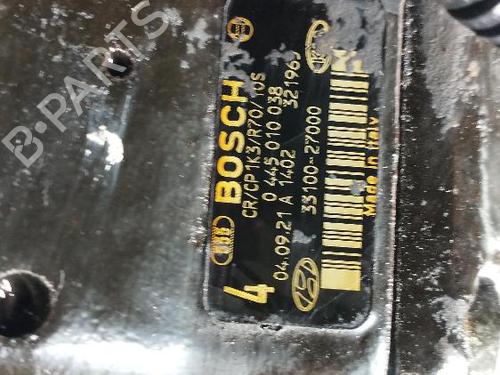 BOSCH
CR/CP1K3/R70/10S
0 445 010 038
04.09.21 A 1402 321963
33100-27000
Made in Italy
4
B-PARTS